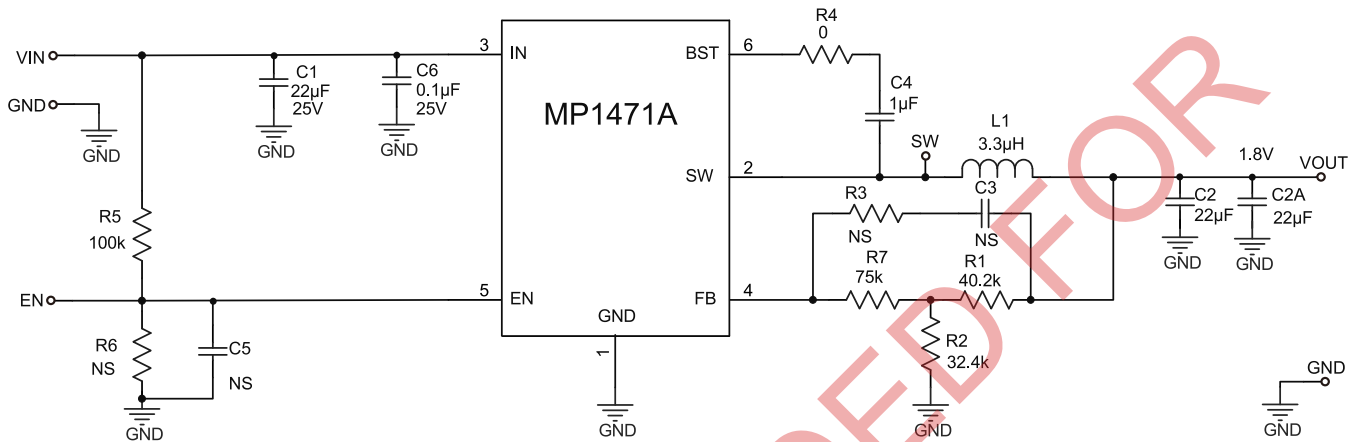 VIN
GND
GND
R5
100k
EN
R6
NS
C5
NS
GND
C1
22µF
25V
GND
C6
0.1µF
25V
GND
3
IN
5
EN
MP1471A
BST
6
SW
2
FB
4
GND
1
GND
R4
0
C4
1µF
SW
L1
3.3µH
R3
NS
C3
NS
R7
75k
R1
40.2k
R2
32.4k
GND
1.8V
VOUT
C2
22µF
GND
C2A
22µF
GND
GND
GND
FOR